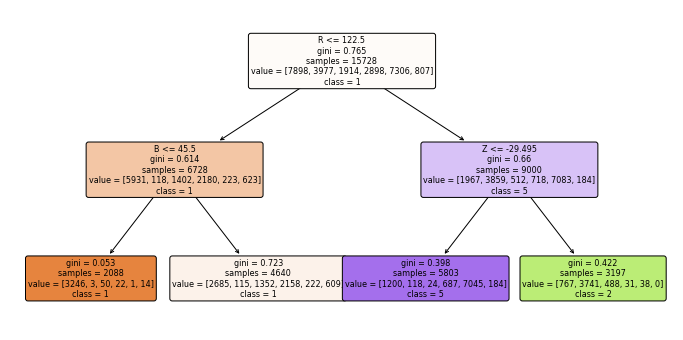 R <= 122.5
gini = 0.765
samples = 15728
value = [7898, 3977, 1914, 2898, 7306, 807]
class = 1
B <= 45.5
gini = 0.614
samples = 6728
value = [5931, 118, 1402, 2180, 223, 623]
class = 1
Z <= -29.495
gini = 0.66
samples = 9000
value = [1967, 3859, 512, 718, 7083, 184]
class = 5
gini = 0.053
samples = 2088
value = [3246, 3, 50, 22, 1, 14]
class = 1
gini = 0.723
samples = 4640
value = [2685, 115, 1352, 2158, 222, 609
class = 1
gini = 0.398
samples = 5803
value = [1200, 118, 24, 687, 7045, 184]
class = 5
gini = 0.422
samples = 3197
value = [767, 3741, 488, 31, 38, 0]
class = 2